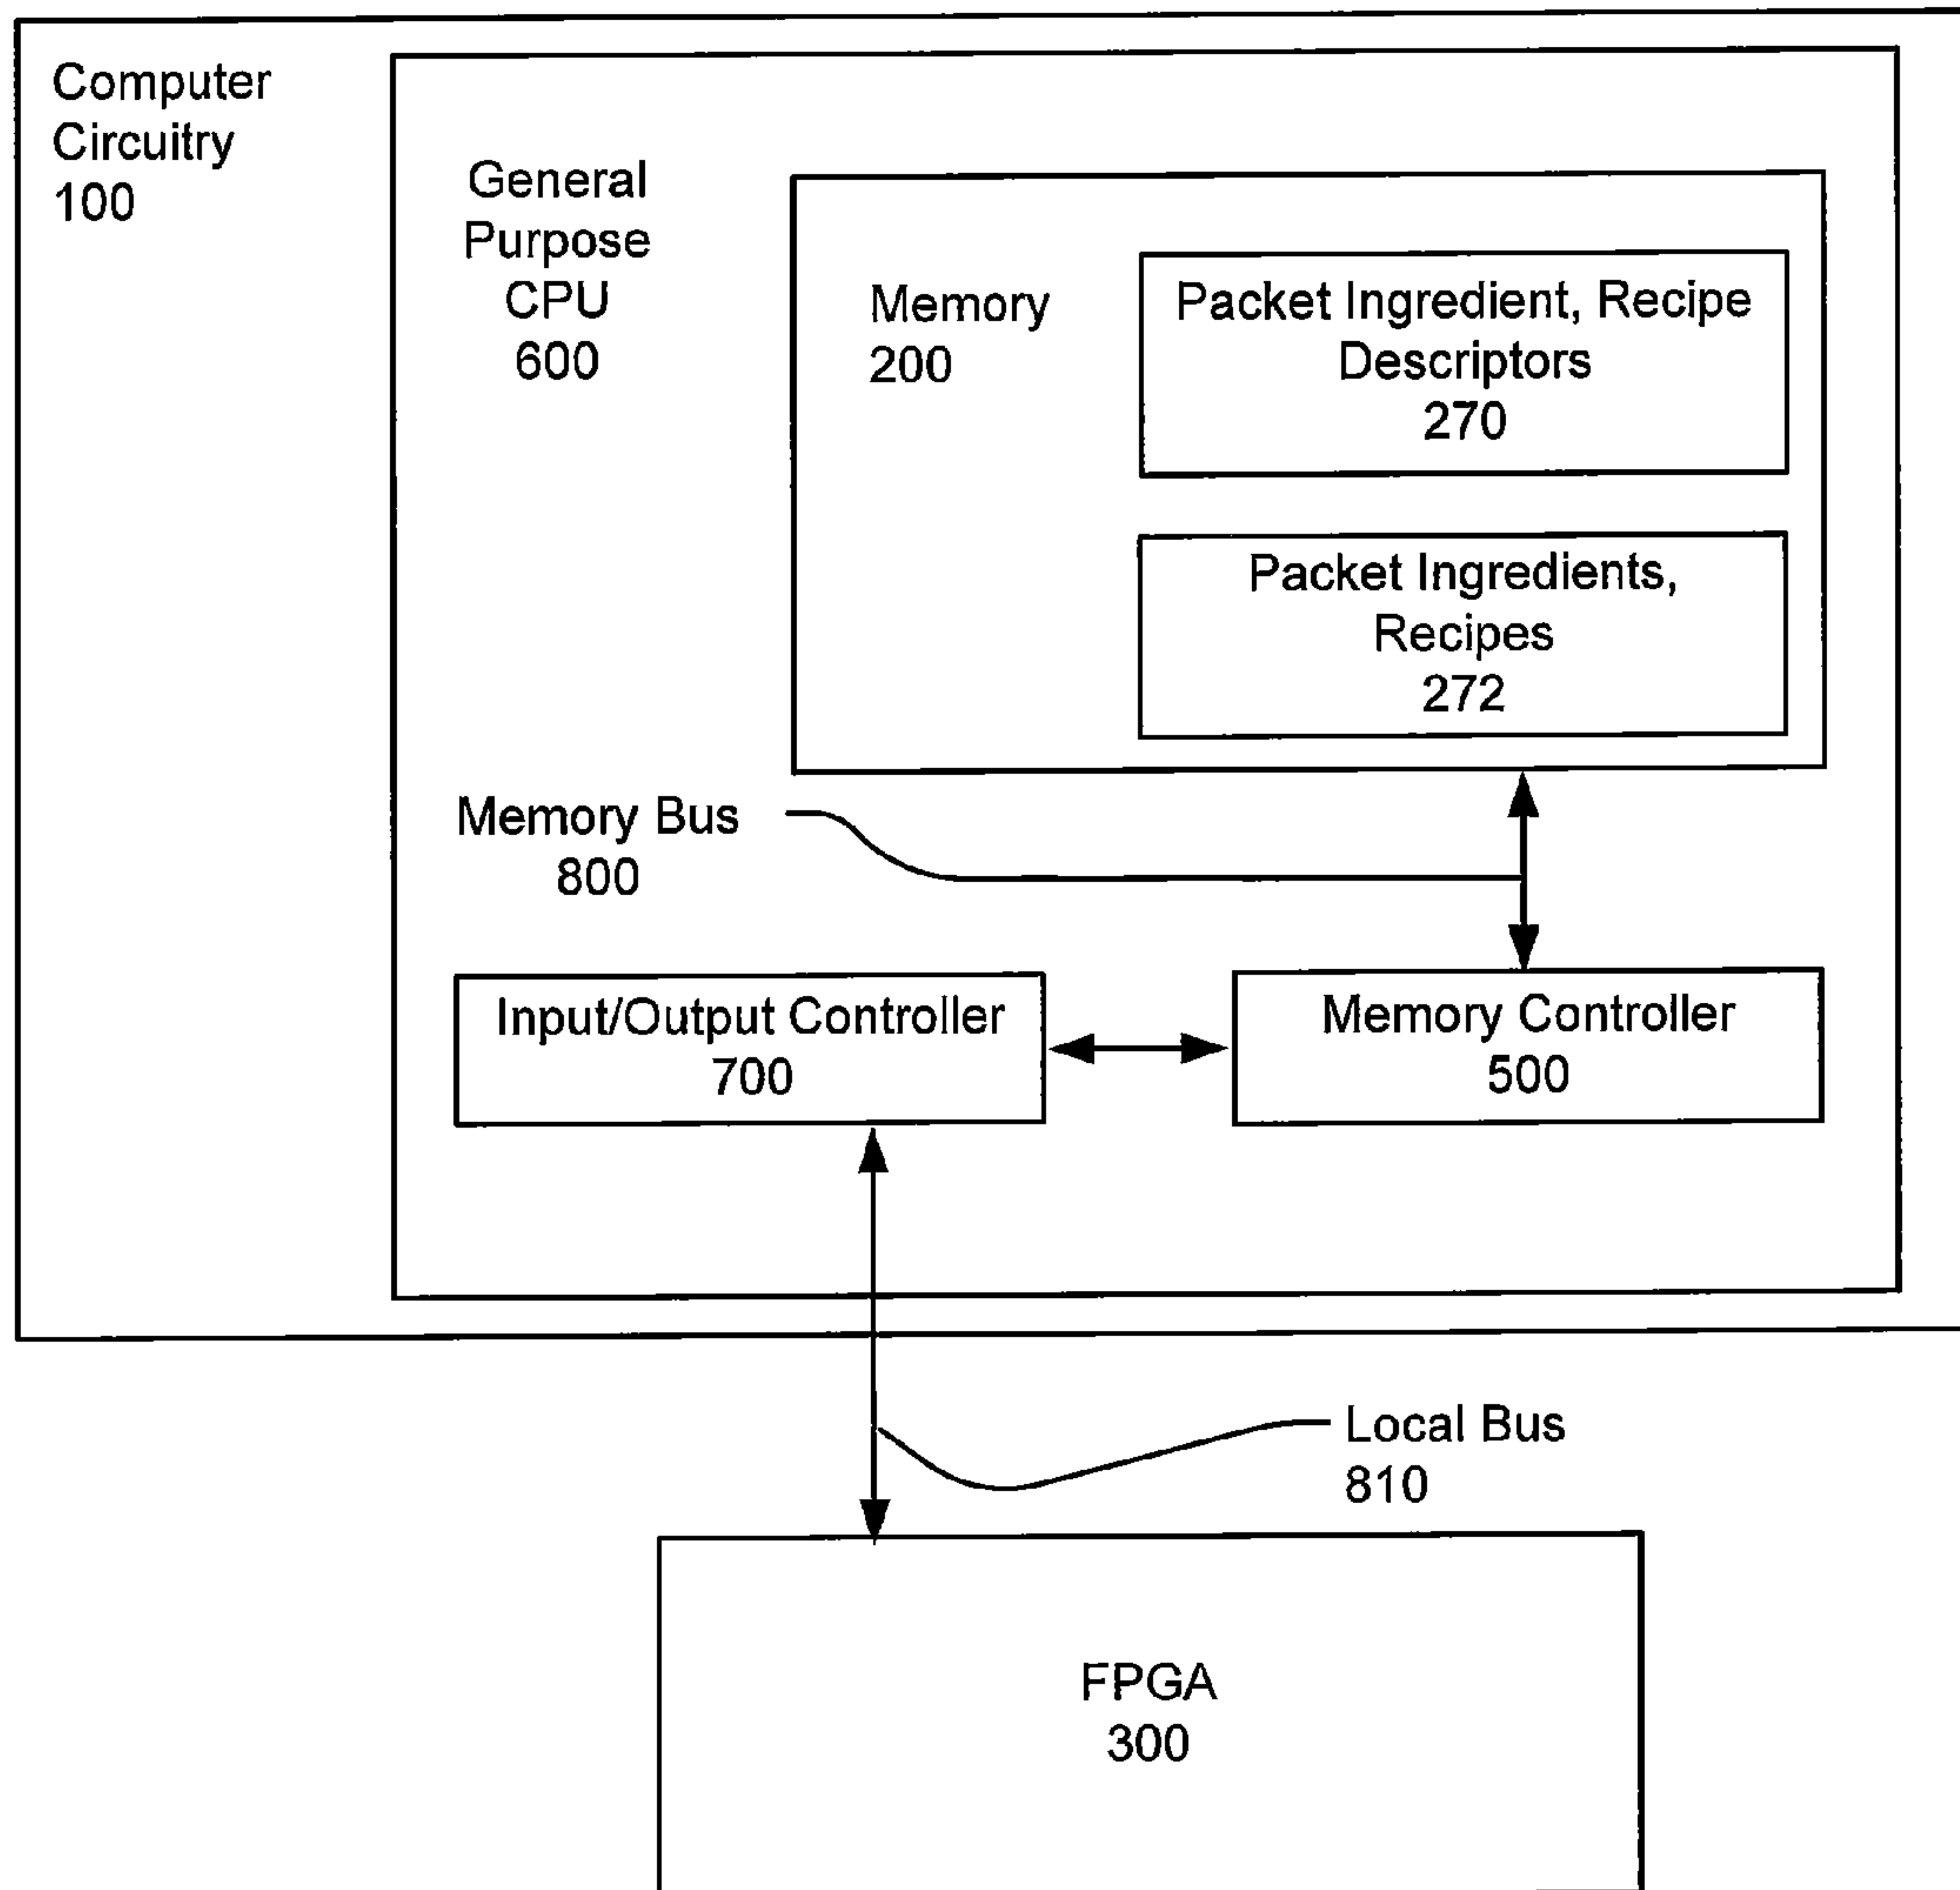 Computer
Circuitry
100
General
Purpose
CPU
600
Memory
200
Packet Ingredient, Recipe
Descriptors
270
Packet Ingredients,
Recipes
272
Memory Bus
800
Input/Output Controller
700
Memory Controller
500
Local Bus
810
FPGA
300